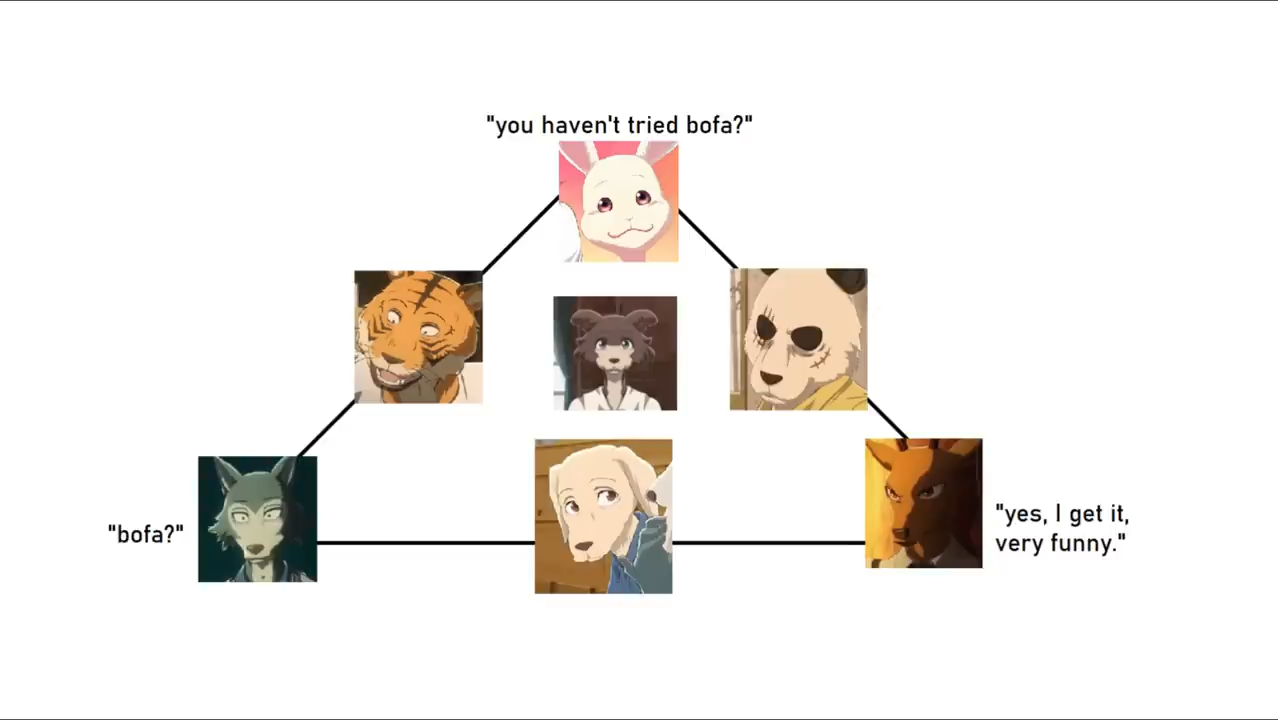 "you haven't tried bofa?"
"bofa?"
"yes, I get it,
very funny."